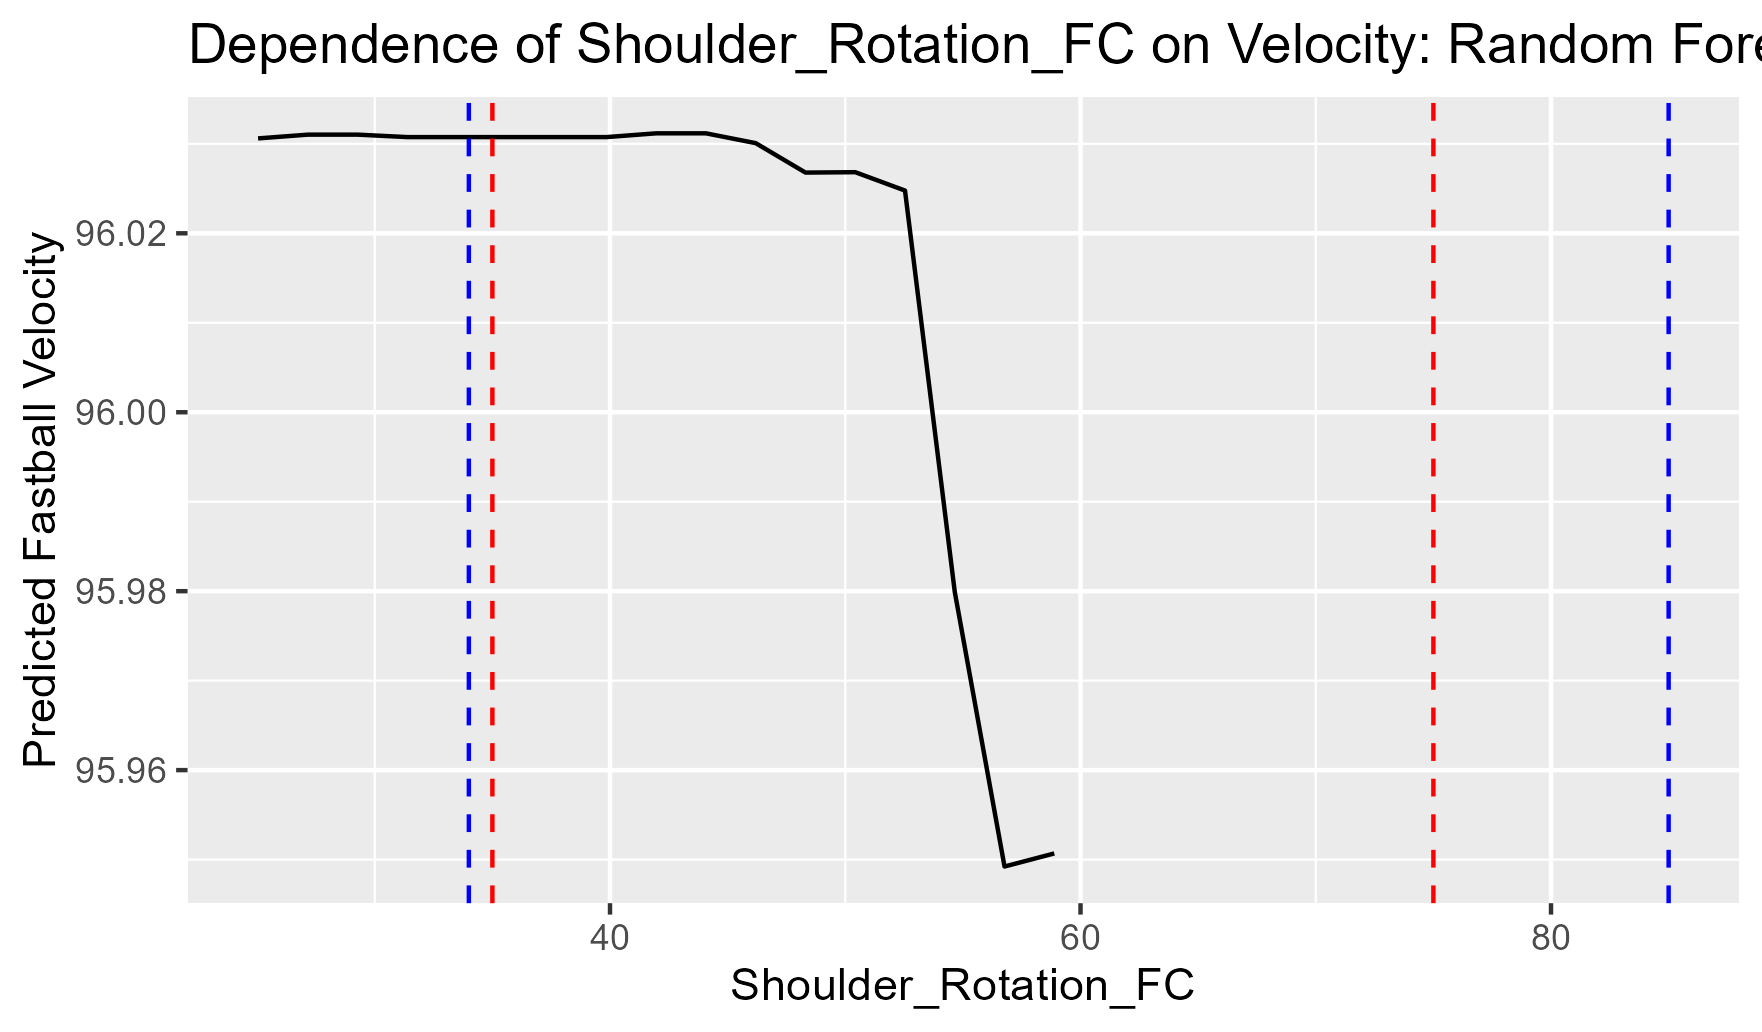 Dependence of Shoulder_Rotation_FC on Velocity: Random Fore
Predicted Fastball Velocity
96.02
96.00
95.98
95.96
40 60 80
Shoulder_Rotation_FC